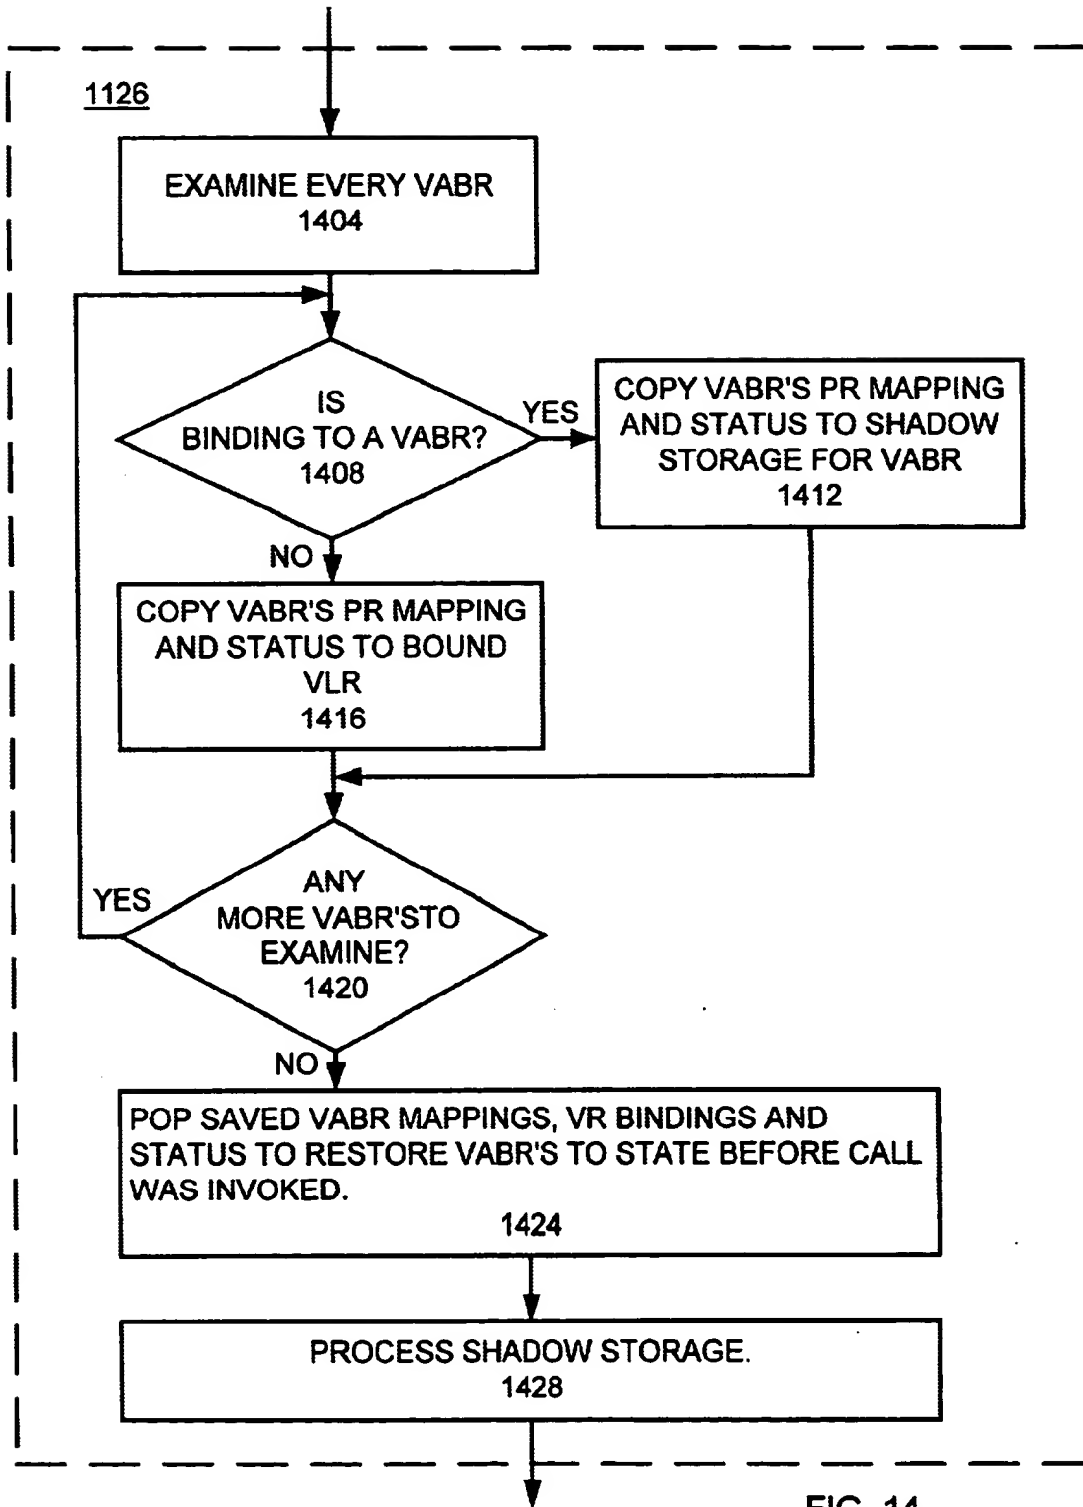 1126
EXAMINE EVERY VABR
1404
IS
BINDING TO A VABR?
1408
YES
COPY VABR'S PR MAPPING
AND STATUS TO SHADOW
STORAGE FOR VABR
1412
NO
COPY VABR'S PR MAPPING
AND STATUS TO BOUND
VLR
1416
YES
ANY
MORE VABR'STO
EXAMINE?
1420
NO
POP SAVED VABR MAPPINGS, VR BINDINGS AND
STATUS TO RESTORE VABR'S TO STATE BEFORE CALL
WAS INVOKED.
1424
PROCESS SHADOW STORAGE.
1428
FIG. 14